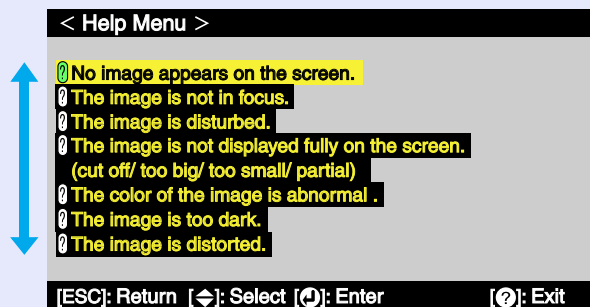 < Help Menu >
? No image appears on the screen.
? The image is not in focus.
? The image is disturbed.
? The image is not displayed fully on the screen.
(cut off/ too big/ too small/ partial)
? The color of the image is abnormal .
? The image is too dark.
? The image is distorted.
[ESC]: Return [◆]: Select [↵]: Enter [?]: Exit